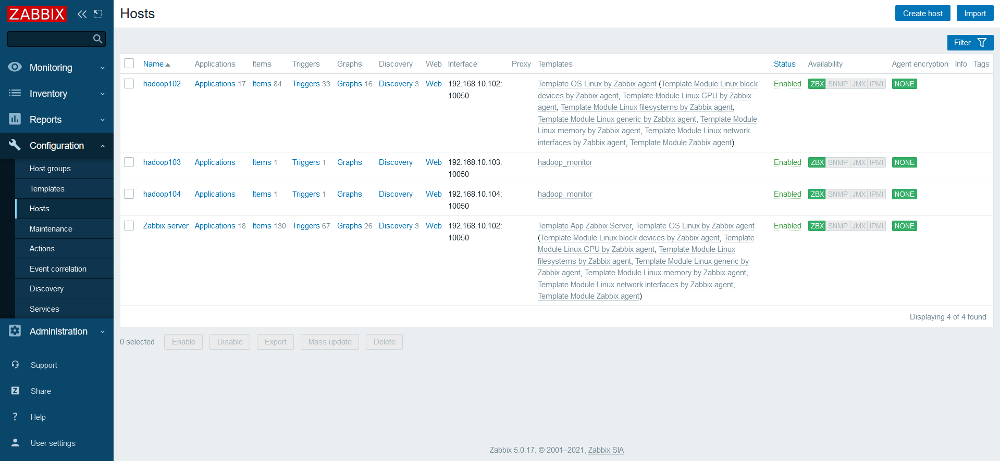 ZABBIX
Monitoring
Inventory
Reports
Configuration
Host groups
Templates
Hosts
Maintenance
Actions
Event correlation
Discovery
Services
Administration
Support
Share
Help
User settings
Hosts
Create host
Import
Filter
Name Applications Items Triggers Graphs Discovery Web Interface Proxy Templates Status Availability Agent encryption Info Tags
hadoop102 Applications 17 Items 84 Triggers 33 Graphs 16 Discovery 3 Web 192.168.10.102: Template OS Linux by Zabbix agent (Template Module Linux block Enabled ZBX SNMP JMX IPMI NONE
10050 devices by Zabbix agent, Template Module Linux CPU by Zabbix
agent, Template Module Linux filesystems by Zabbix agent,
Template Module Linux generic by Zabbix agent, Template Module
Linux memory by Zabbix agent, Template Module Linux network
interfaces by Zabbix agent, Template Module Zabbix agent)
hadoop103 Applications Items 1 Triggers 1 Graphs Discovery Web 192.168.10.103: hadoop_monitor Enabled ZBX SNMP JMX IPMI NONE
10050
hadoop104 Applications Items 1 Triggers 1 Graphs Discovery Web 192.168.10.104: hadoop_monitor Enabled ZBX SNMP JMX IPMI NONE
10050
Zabbix server Applications 18 Items 130 Triggers 67 Graphs 26 Discovery 3 Web 192.168.10.102: Template App Zabbix Server, Template OS Linux by Zabbix agent Enabled ZBX SNMP JMX IPMI NONE
10050 (Template Module Linux block devices by Zabbix agent, Template
Module Linux CPU by Zabbix agent, Template Module Linux
filesystems by Zabbix agent, Template Module Linux generic by
Zabbix agent, Template Module Linux memory by Zabbix agent,
Template Module Linux network interfaces by Zabbix agent,
Template Module Zabbix agent)
Displaying 4 of 4 found
0 selected Enable Disable Export Mass update Delete
Zabbix 5.0.17. © 2001–2021, Zabbix SIA